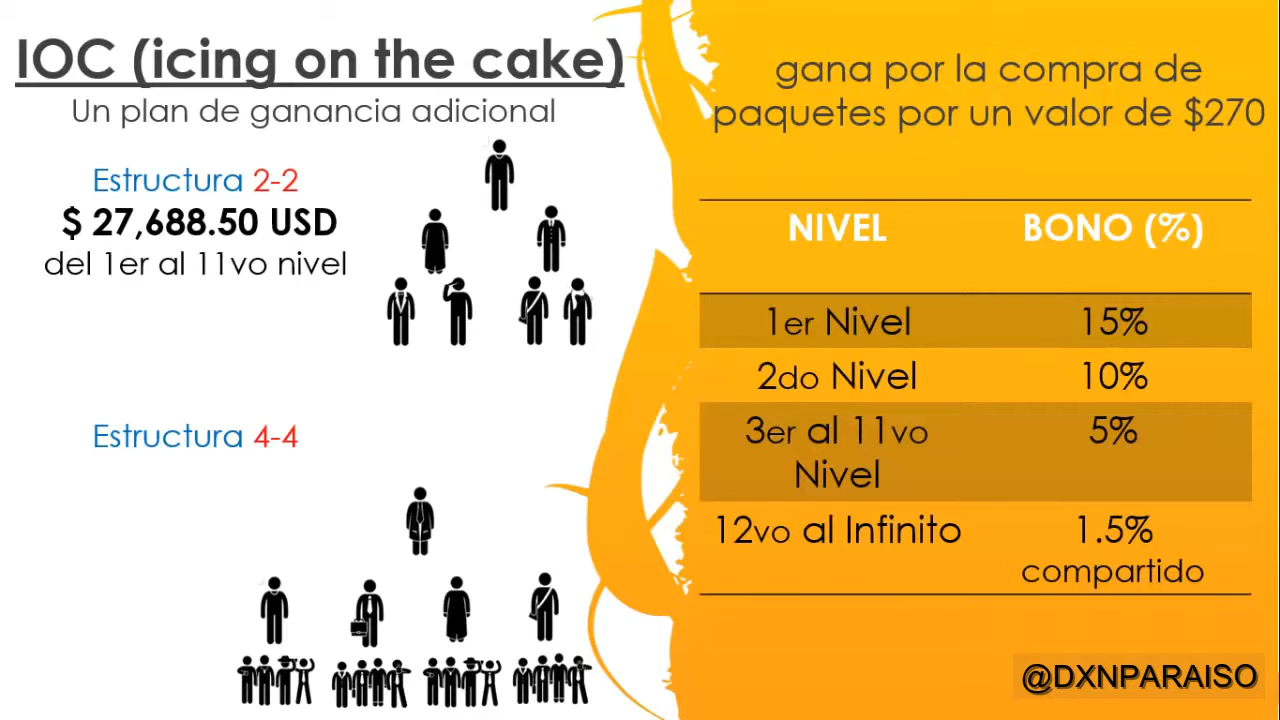 IOC (icing on the cake)
Un plan de ganancia adicional
Estructura 2-2
$ 27,688.50 USD
del 1er al 11vo nivel
Estructura 4-4
gana por la compra de
paquetes por un valor de $270
NIVEL BONO (%)
1er Nivel 15%
2do Nivel 10%
3er al 11vo 5%
Nivel
12vo al Infinito 1.5%
compartido
@DXNPARAISO